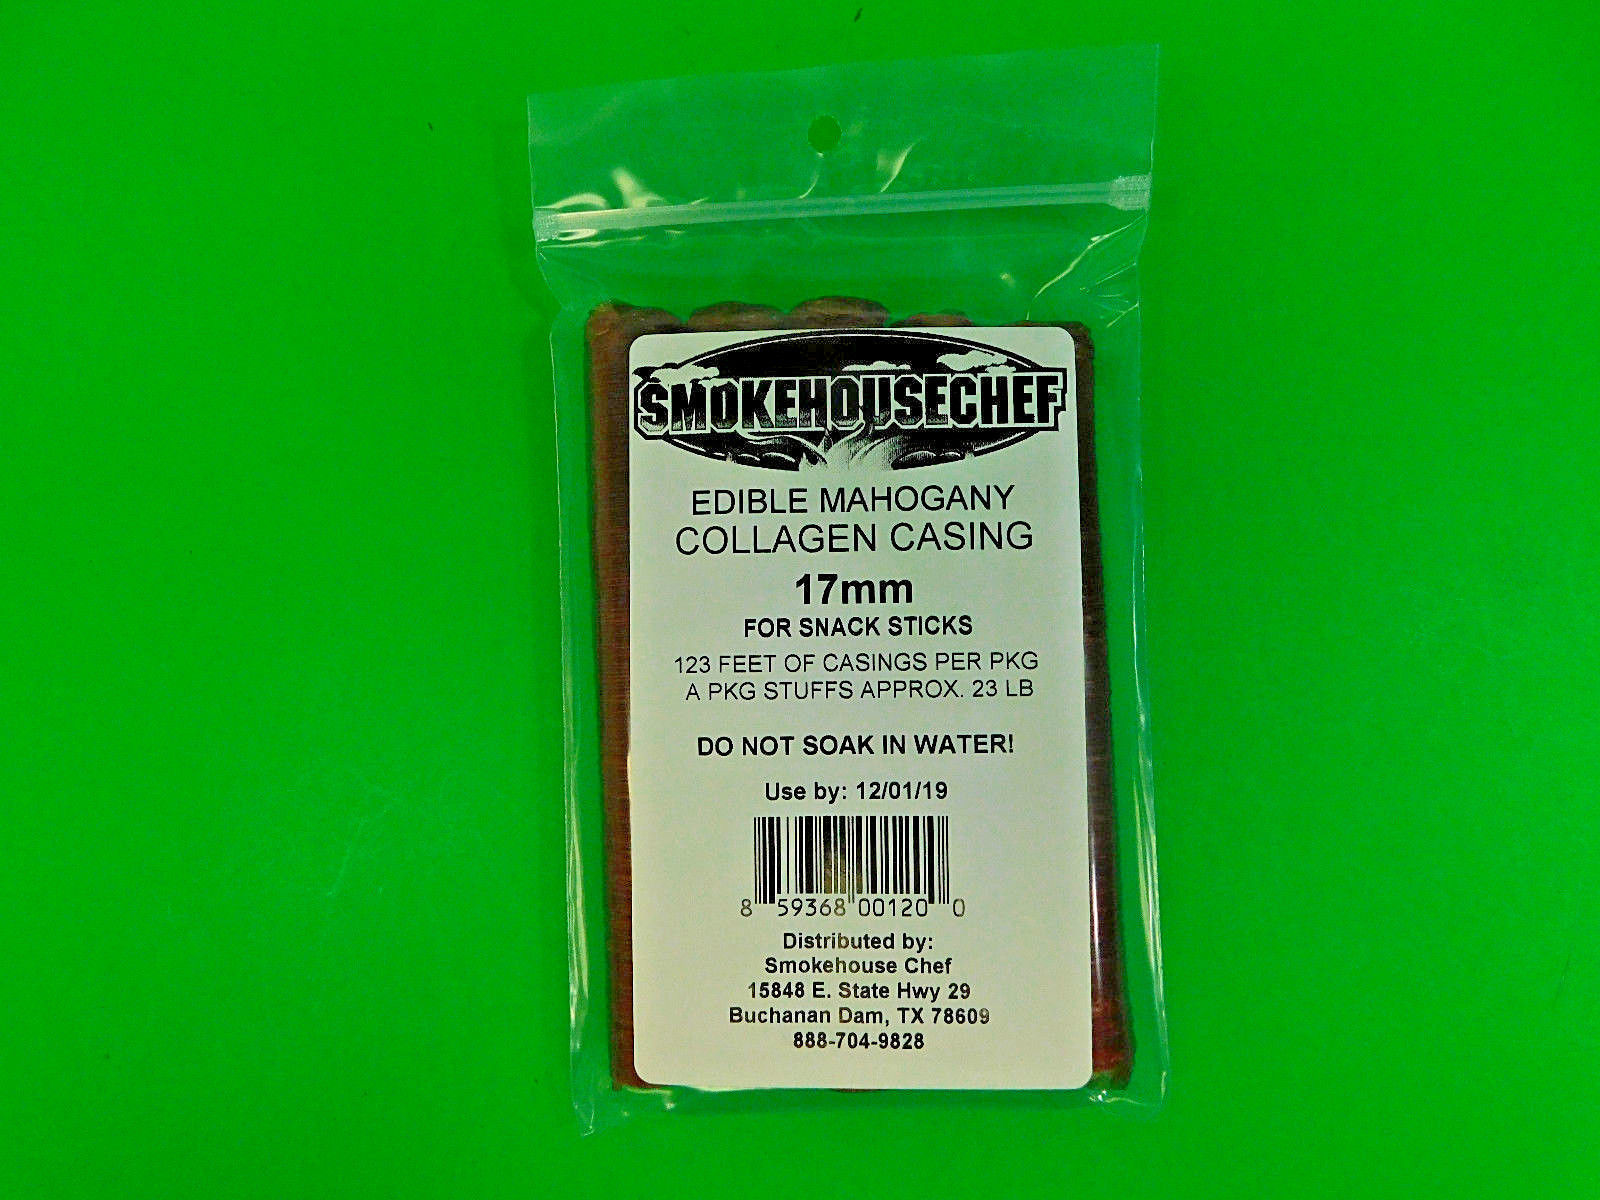 SMOKEHOUSECHEF
EDIBLE MAHOGANY
COLLAGEN CASING
17mm
FOR SNACK STICKS
123 FEET OF CASINGS PER PKG
A PKG STUFFS APPROX. 23 LB
DO NOT SOAK IN WATER!
Use by: 12/01/19
8 59368 00120 0
Distributed by:
Smokehouse Chef
15848 E. State Hwy 29
Buchanan Dam, TX 78609
888-704-9828